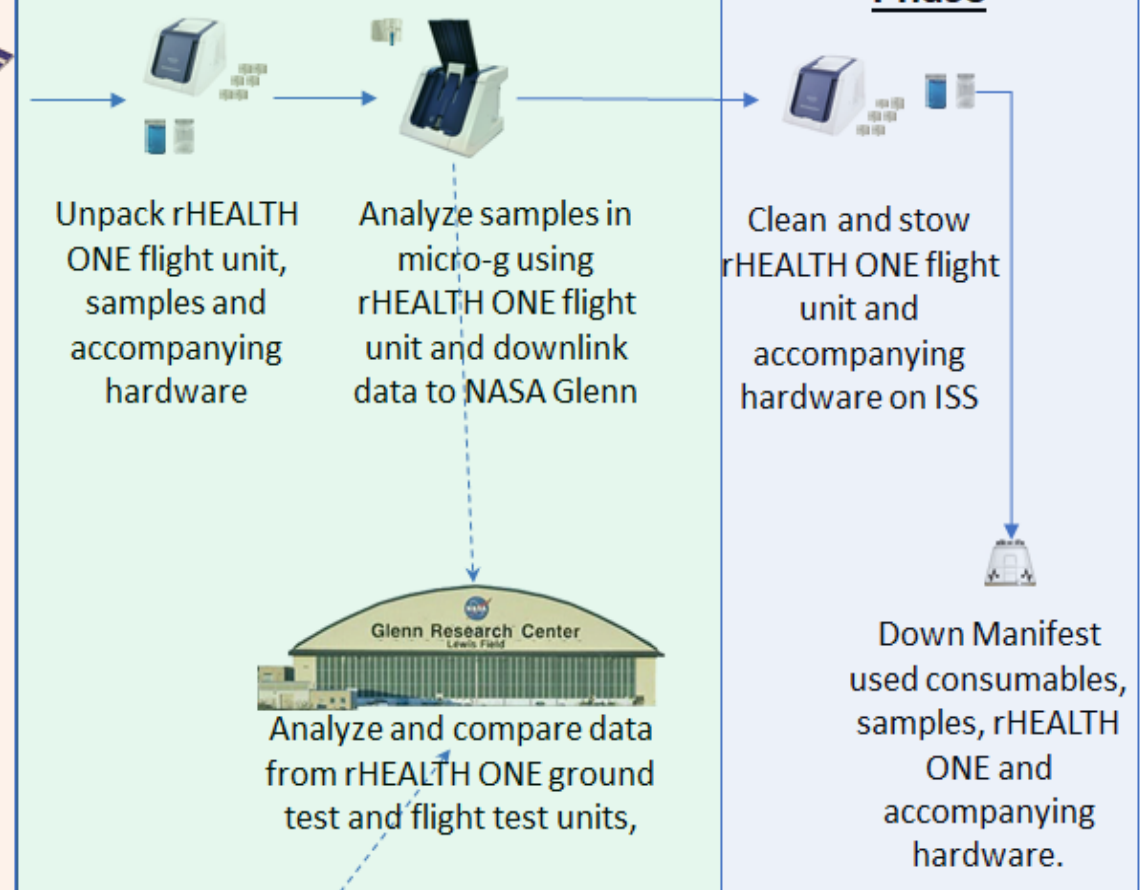 Phase
Unpack rHEALTH
ONE flight unit,
samples and
accompanying
hardware
Analyze samples in
micro-g using
rHEALTH ONE flight
unit and downlink
data to NASA Glenn
Clean and stow
rHEALTH ONE flight
unit and
accompanying
hardware on ISS
NASA
Glenn Research Center
Lewis Field
Analyze and compare data
from rHEALTH ONE ground
test and flight test units,
Down Manifest
used consumables,
samples, rHEALTH
ONE and
accompanying
hardware.